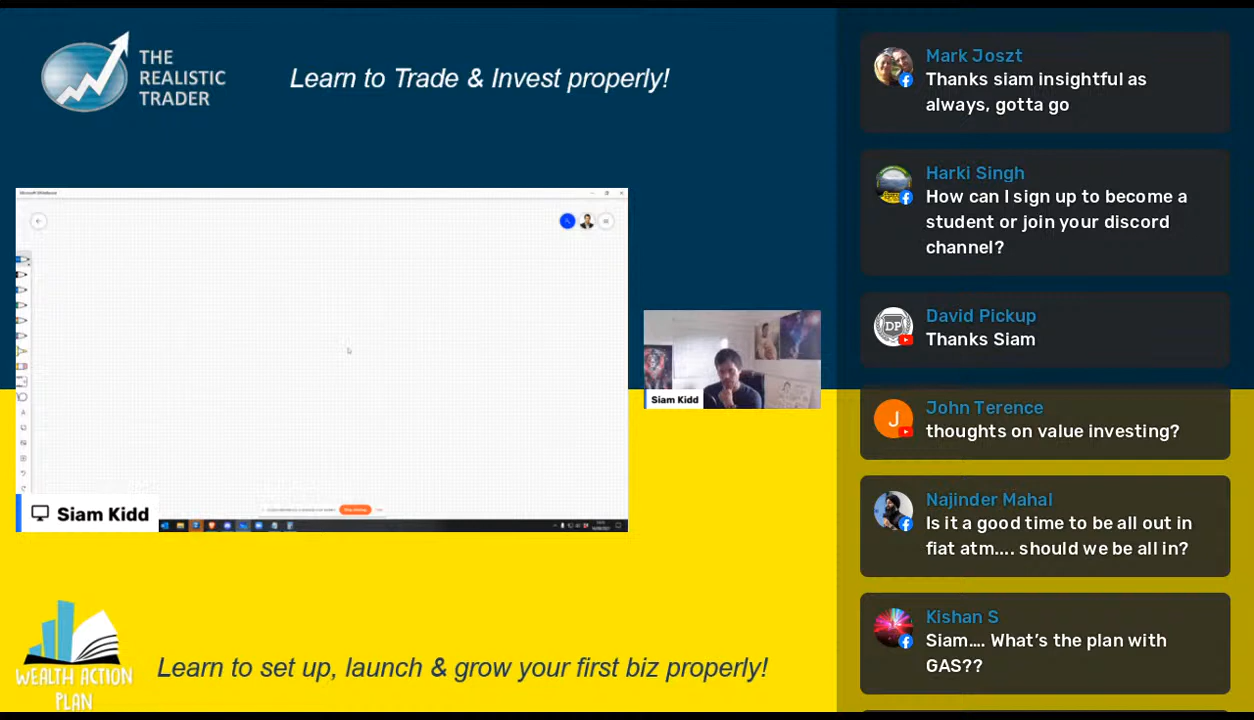 THE
REALISTIC
TRADER
Learn to Trade & Invest properly!
Microsoft Whiteboard
Siam Kidd
Siam Kidd
WEALTH ACTION
PLAN
Learn to set up, launch & grow your first biz properly!
Mark Joszt
Thanks siam insightful as
always, gotta go
Harki Singh
How can I sign up to become a
student or join your discord
channel?
DP
David Pickup
Thanks Siam
J
John Terence
thoughts on value investing?
Najinder Mahal
Is it a good time to be all out in
fiat atm.... should we be all in?
Kishan S
Siam.... What's the plan with
GAS??